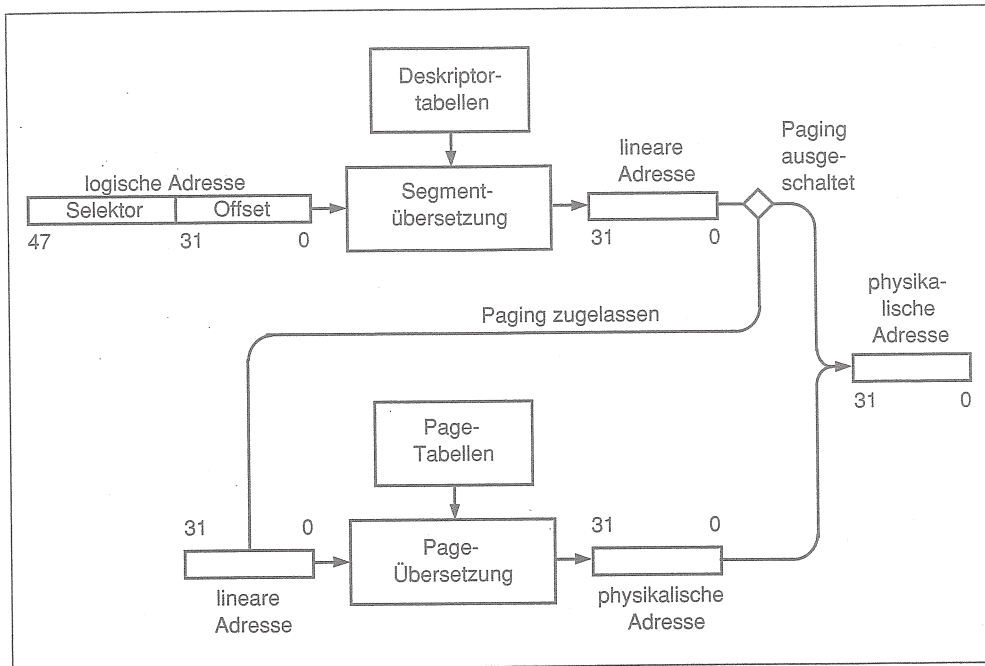 Deskriptor-
tabellen
logische Adresse
Selektor Offset
47 31 0
Segment-
übersetzung
lineare
Adresse
31 0
Paging
ausge-
schaltet
Paging zugelassen
physika-
lische
Adresse
31 0
Page-
Tabellen
31 0
lineare
Adresse
Page-
Übersetzung
31 0
physikalische
Adresse